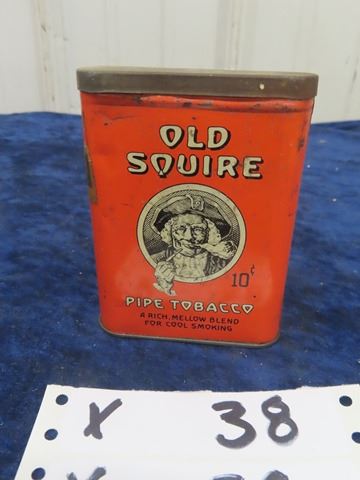 OLD
SQUIRE
10¢
PIPE TOBACCO
A RICH, MELLOW BLEND
FOR COOL SMOKING
X 38